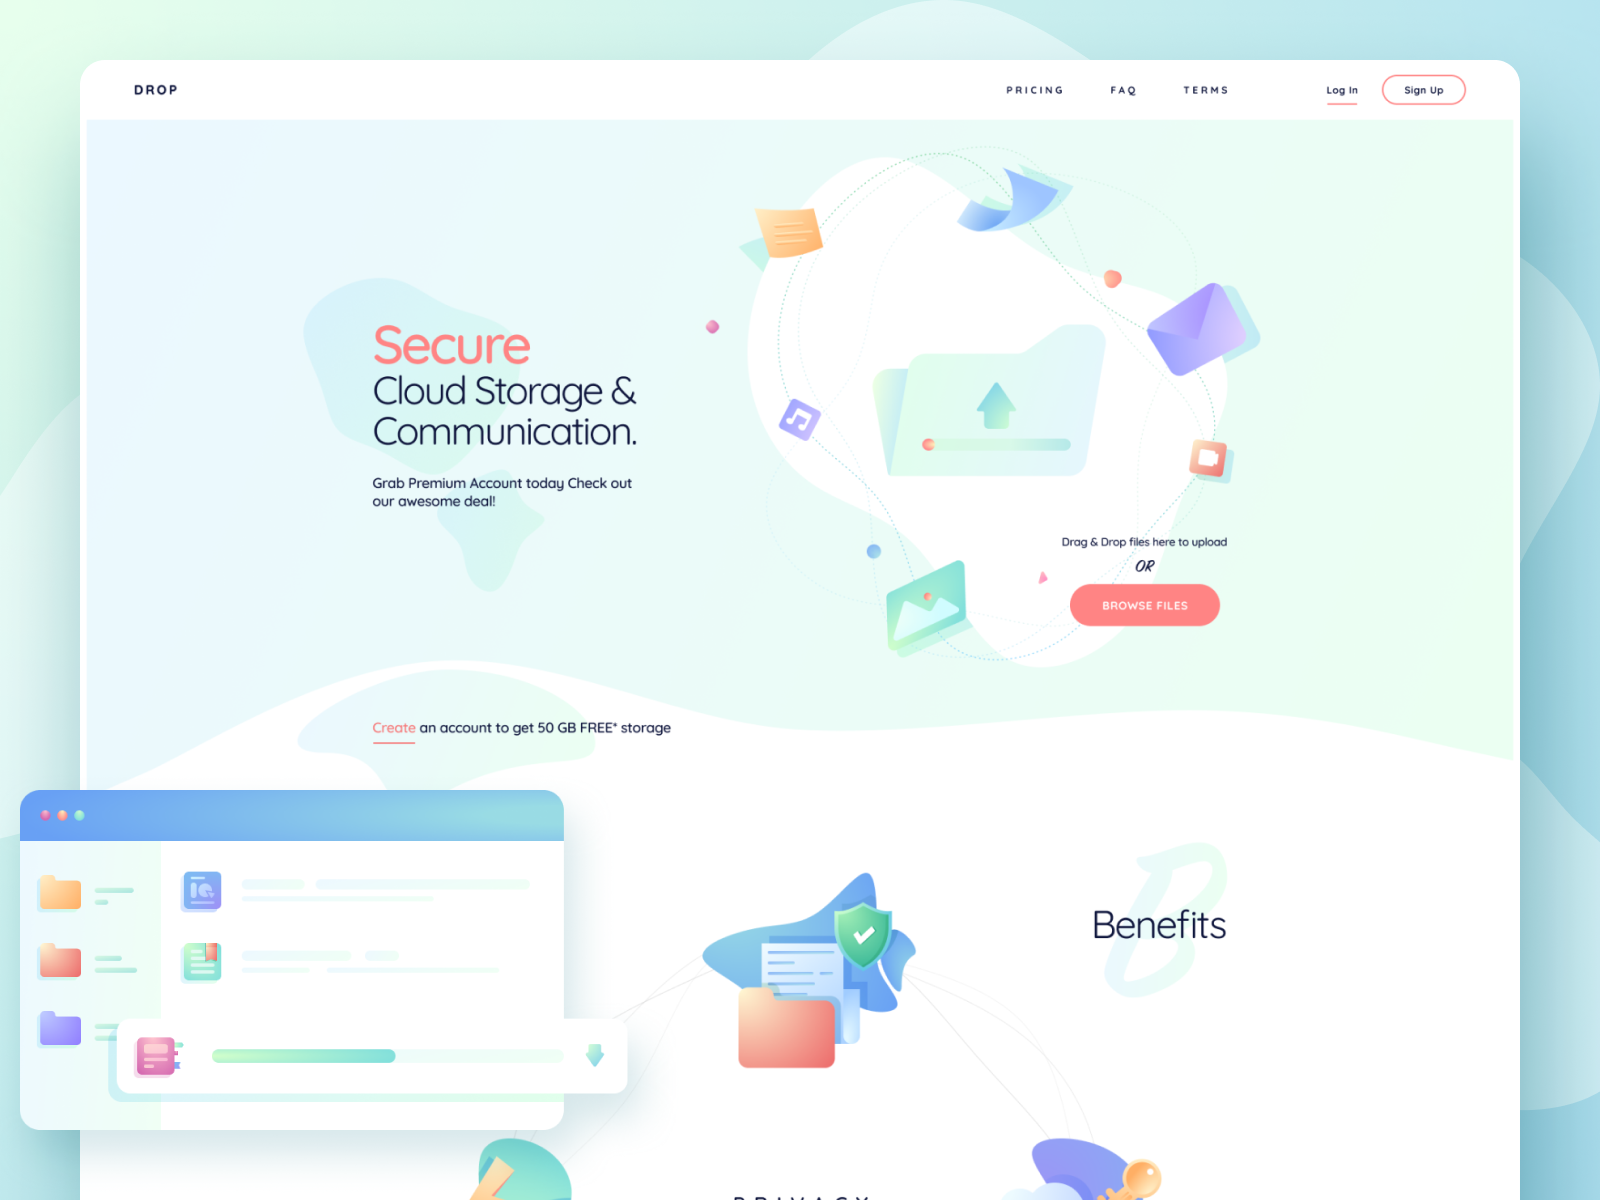 DROP
PRICING
FAQ
TERMS
Log In
Sign Up
Secure
Cloud Storage &
Communication.
Grab Premium Account today Check out
our awesome deal!
Drag & Drop files here to upload
OR
BROWSE FILES
Create an account to get 50 GB FREE* storage
B
Benefits
PRIVACY